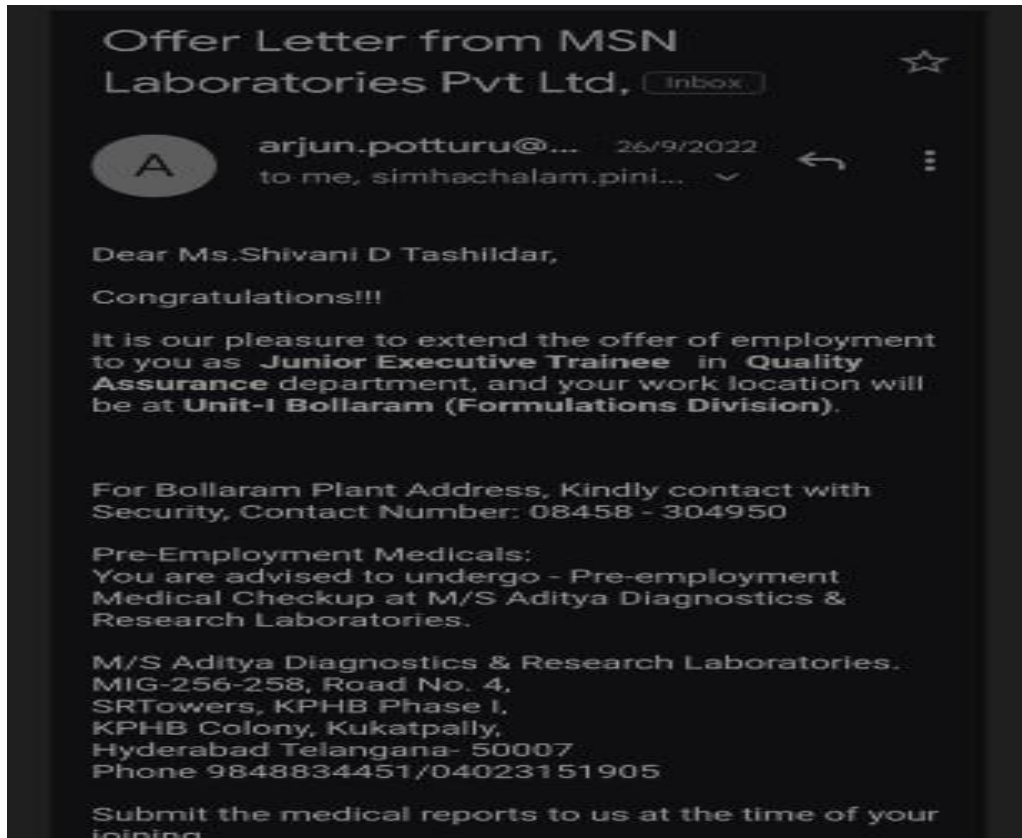 Offer Letter from MSN
Laboratories Pvt Ltd, Inbox
A
arjun.potturu@... 26/9/2022
to me, simhachalam.pini...
Dear Ms.Shivani D Tashildar,
Congratulations!!!
It is our pleasure to extend the offer of employment
to you as Junior Executive Trainee in Quality
Assurance department, and your work location will
be at Unit-I Bollaram (Formulations Division).
For Bollaram Plant Address, Kindly contact with
Security, Contact Number: 08458 - 304950
Pre-Employment Medicals:
You are advised to undergo - Pre-employment
Medical Checkup at M/S Aditya Diagnostics &
Research Laboratories.
M/S Aditya Diagnostics & Research Laboratories.
MIG-256-258, Road No. 4,
SRTowers, KPHB Phase I,
KPHB Colony, Kukatpally,
Hyderabad Telangana- 50007
Phone 9848834451/04023151905
Submit the medical reports to us at the time of your
joining